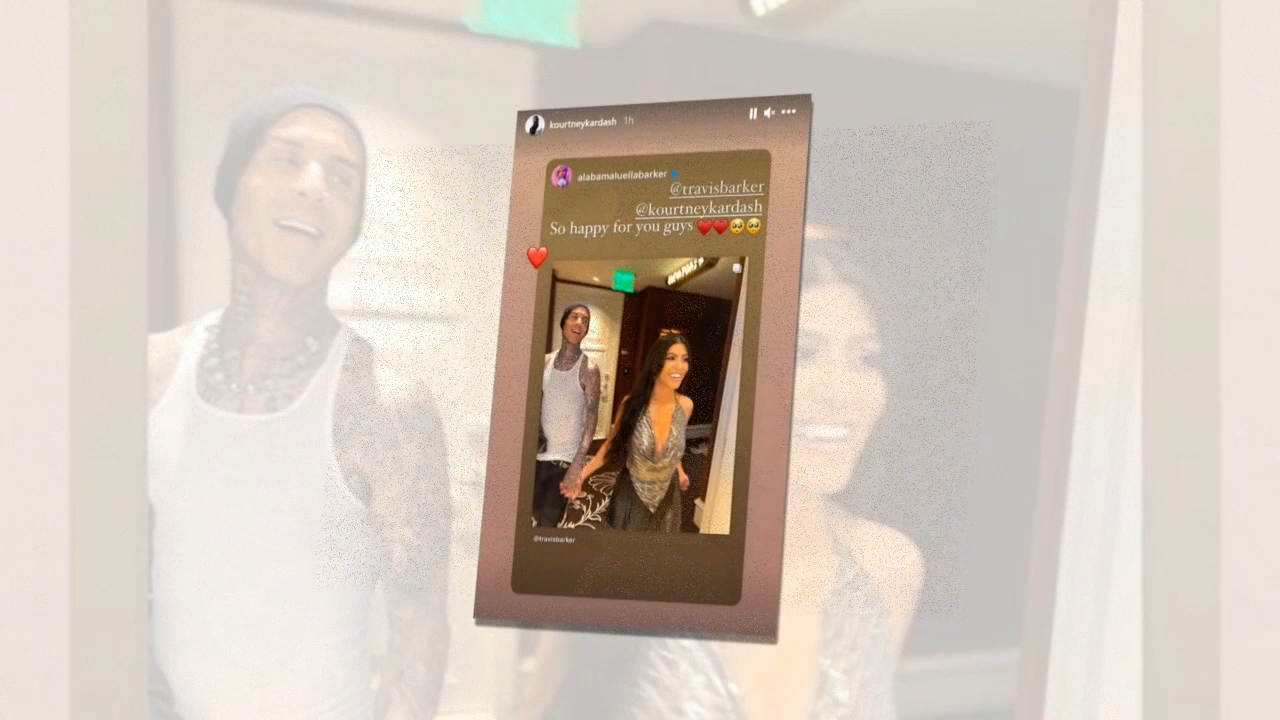 kourtneykardash 1h
alabamaluellabarker
@travisbarker
@kourtneykardash
So happy for you guys ❤️❤️🥺🥺
❤️
@travisbarker